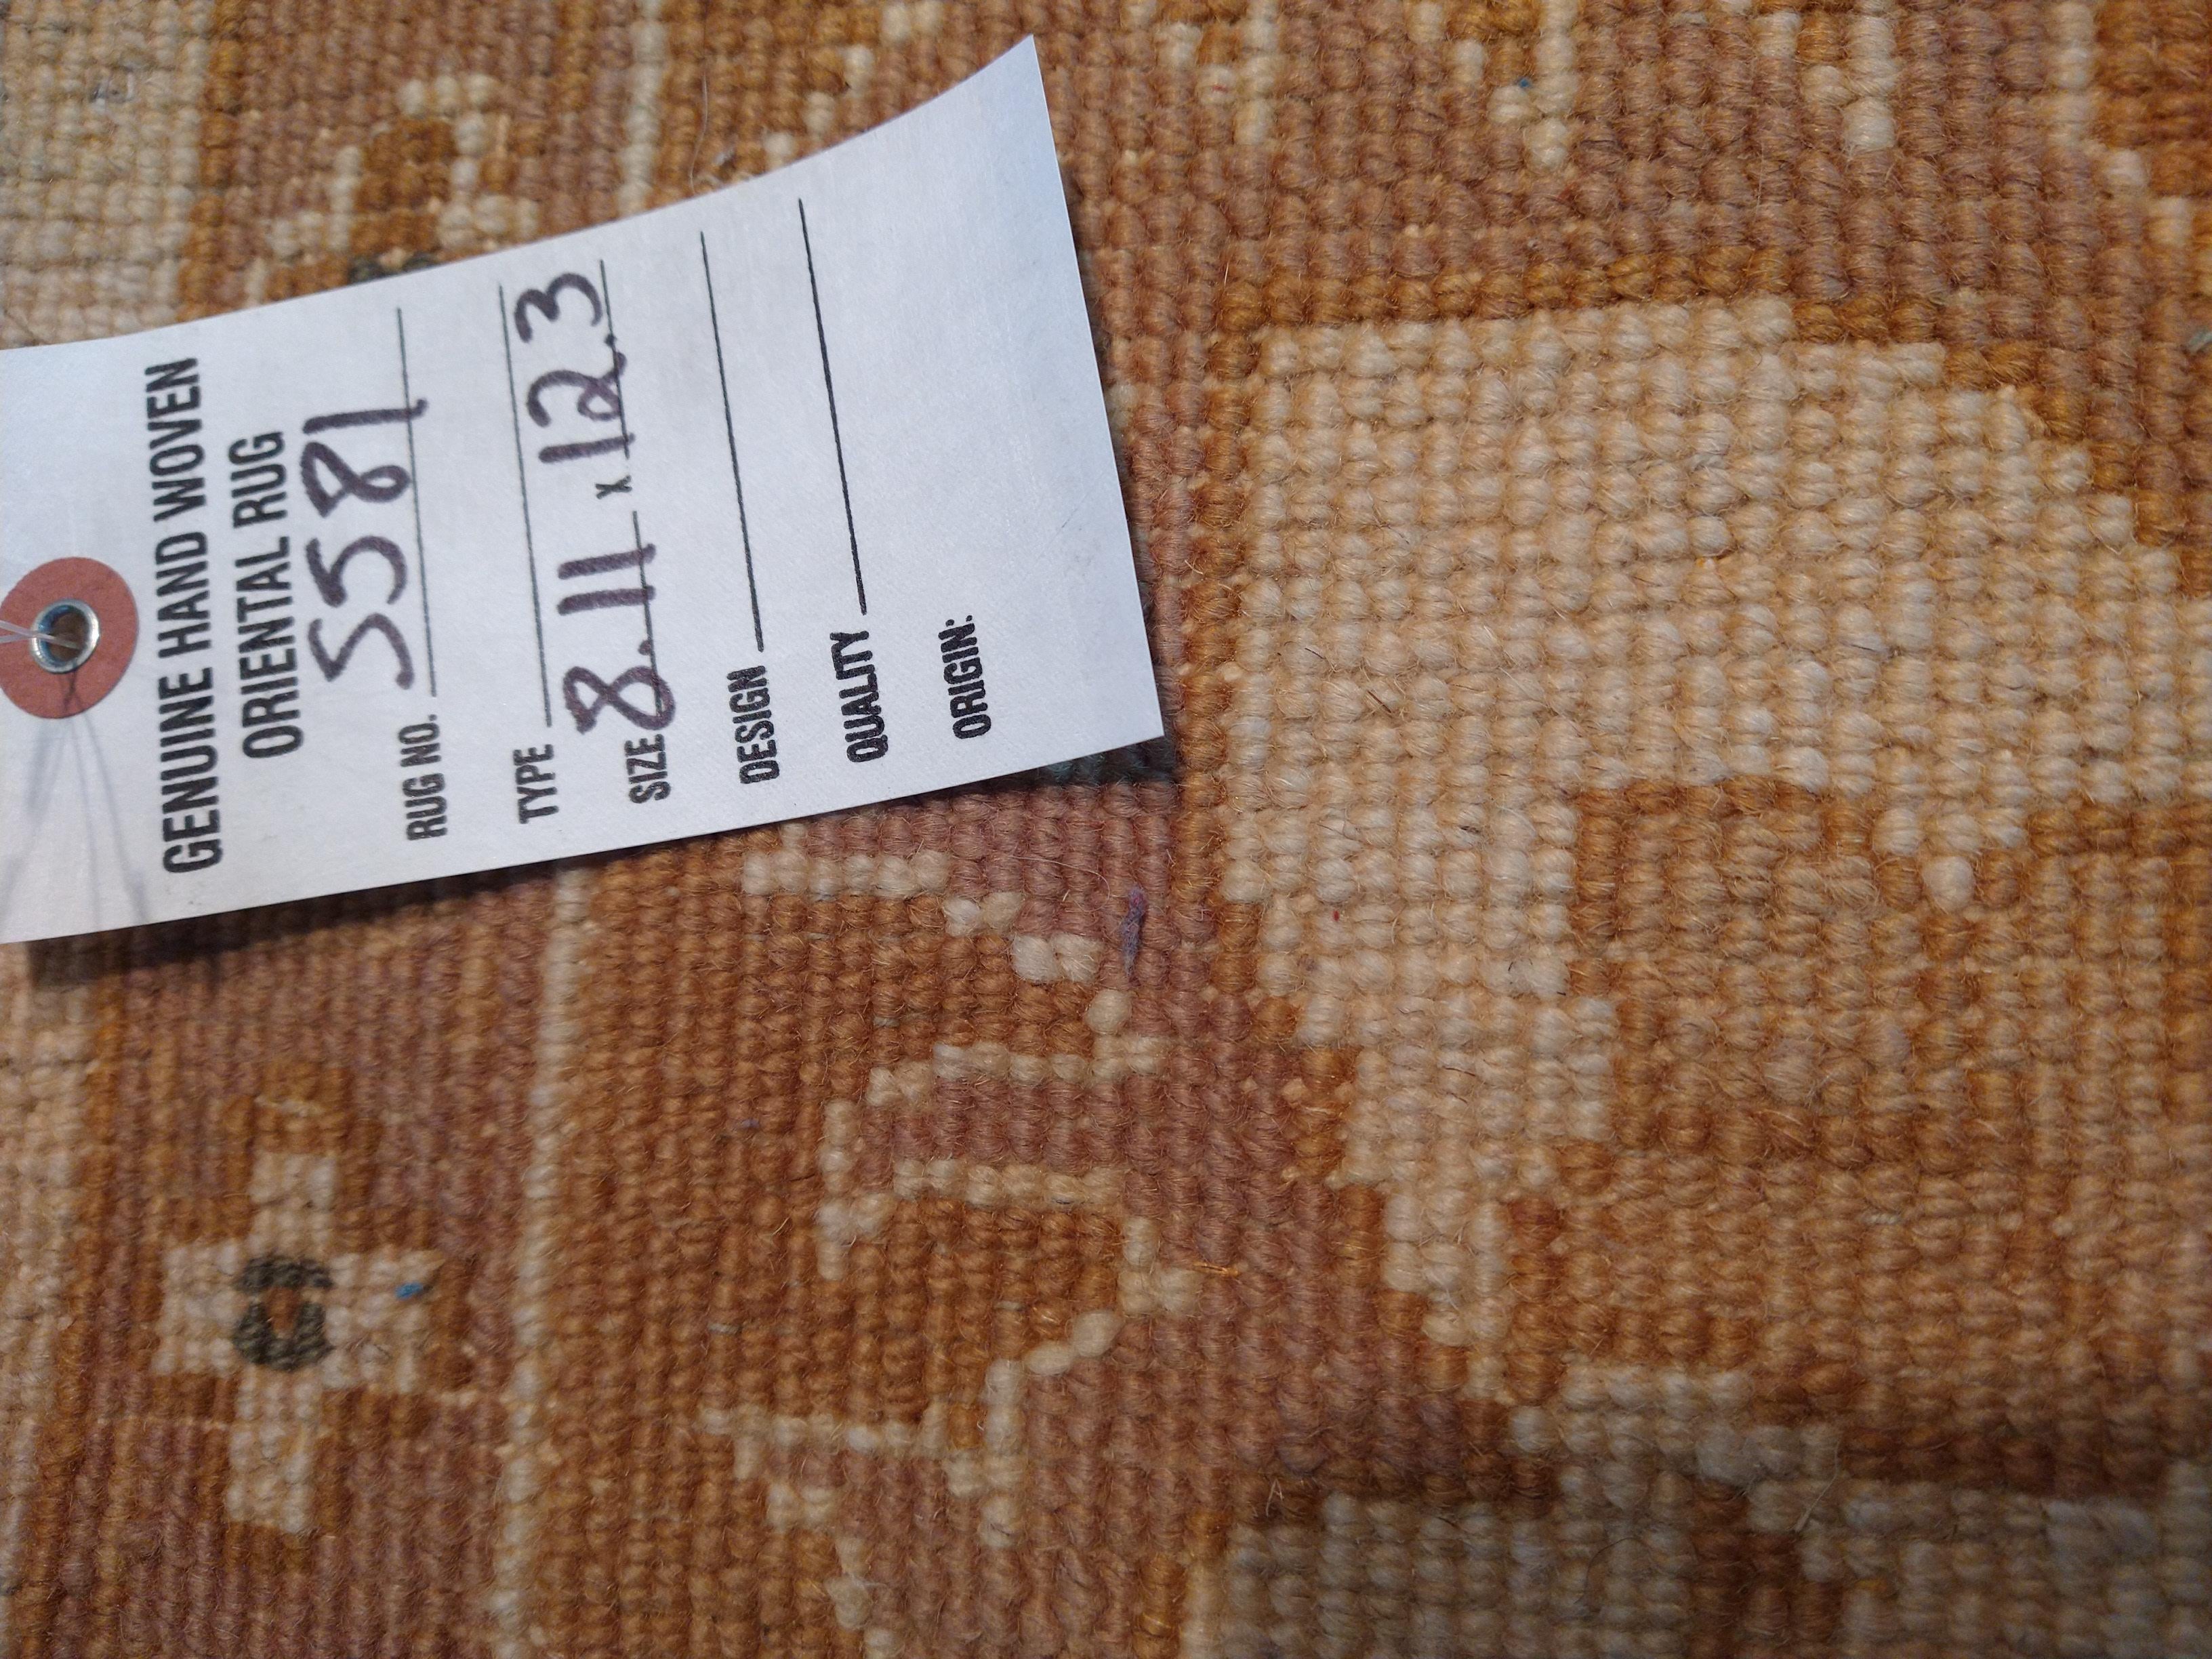 GENUINE HAND WOVEN
ORIENTAL RUG
RUG NO. 5581
TYPE
SIZE 8.11 x 12.3
DESIGN
QUALITY
ORIGIN: